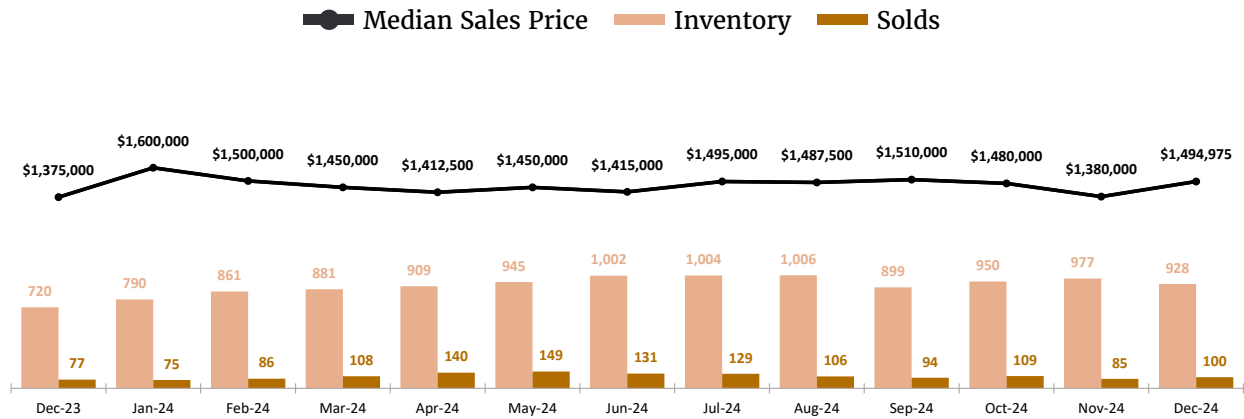 Median Sales Price Inventory Solds
$1,375,000 $1,600,000 $1,500,000 $1,450,000 $1,412,500 $1,450,000 $1,415,000 $1,495,000 $1,487,500 $1,510,000 $1,480,000 $1,380,000 $1,494,975
720 790 861 881 909 945 1,002 1,004 1,006 899 950 977 928
77 75 86 108 140 149 131 129 106 94 109 85 100
Dec-23 Jan-24 Feb-24 Mar-24 Apr-24 May-24 Jun-24 Jul-24 Aug-24 Sep-24 Oct-24 Nov-24 Dec-24